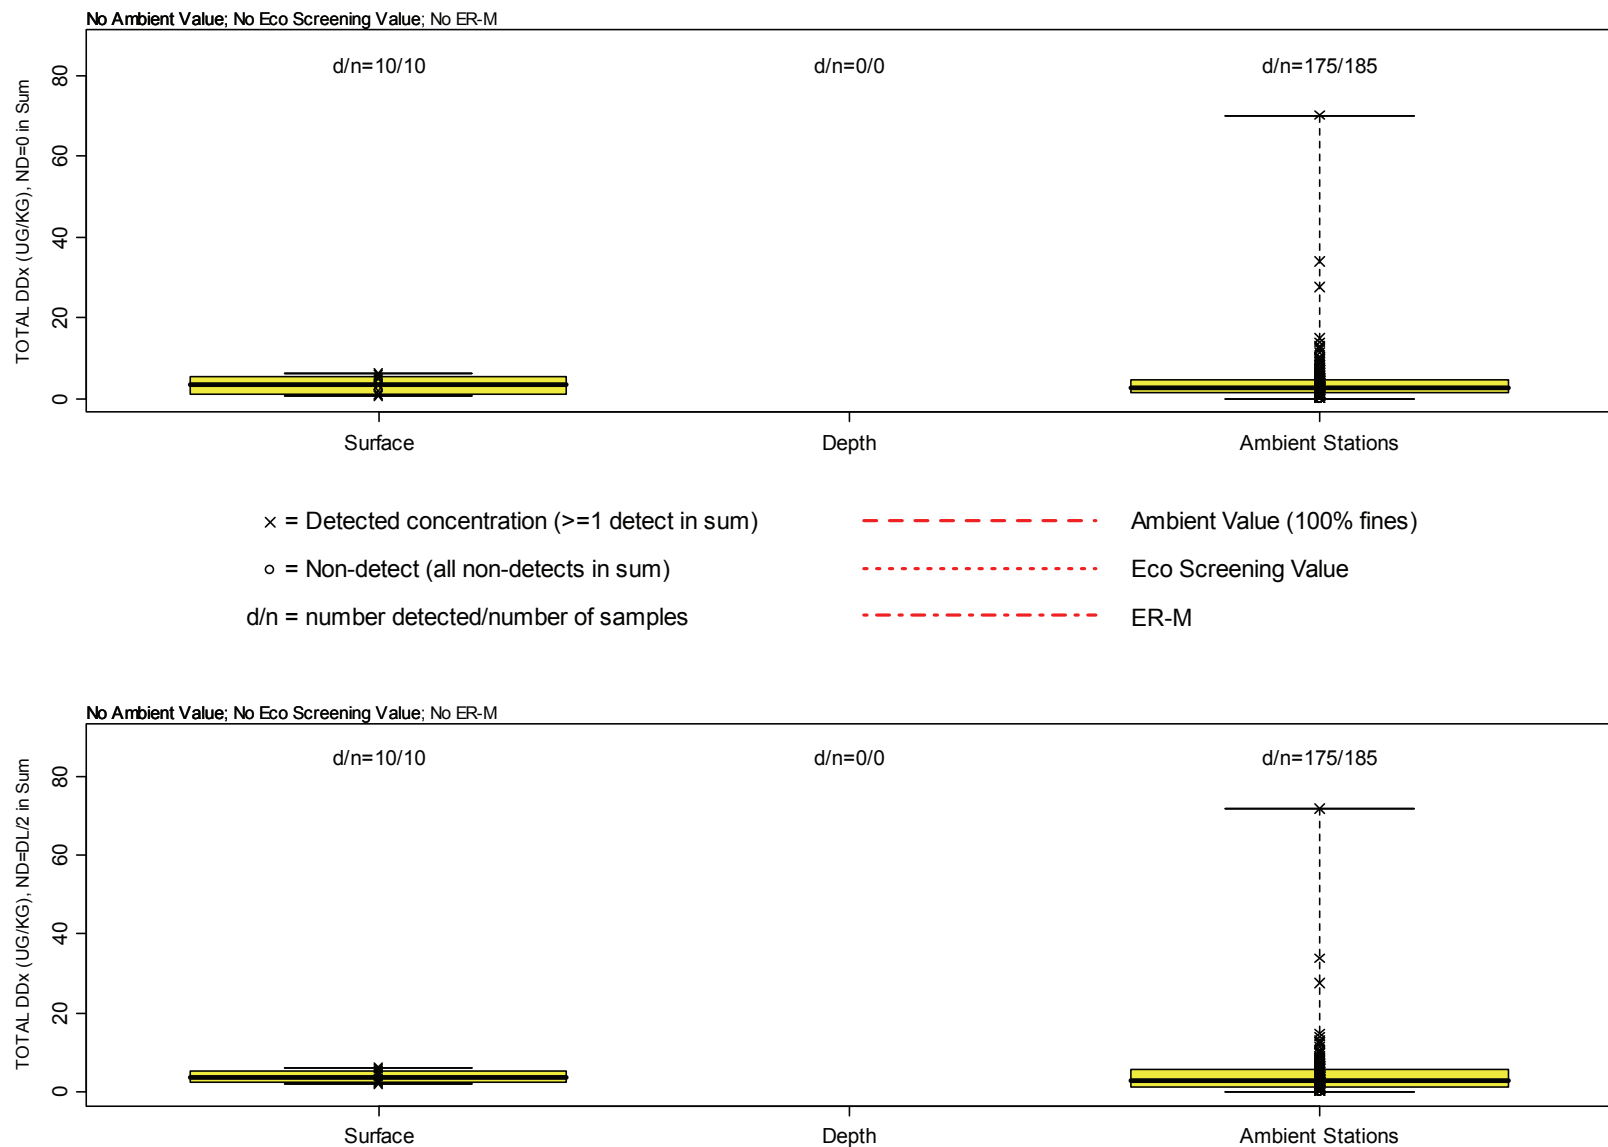 No Ambient Value; No Eco Screening Value; No ER-M
d/n=10/10 d/n=0/0 d/n=175/185
TOTAL DDx (UG/KG), ND=0 in Sum
80
60
40
20
0
Surface Depth Ambient Stations
× = Detected concentration (>=1 detect in sum)
Ambient Value (100% fines)
o = Non-detect (all non-detects in sum)
Eco Screening Value
d/n = number detected/number of samples
ER-M
No Ambient Value; No Eco Screening Value; No ER-M
d/n=10/10 d/n=0/0 d/n=175/185
TOTAL DDx (UG/KG), ND=DL/2 in Sum
80
60
40
20
0
Surface Depth Ambient Stations